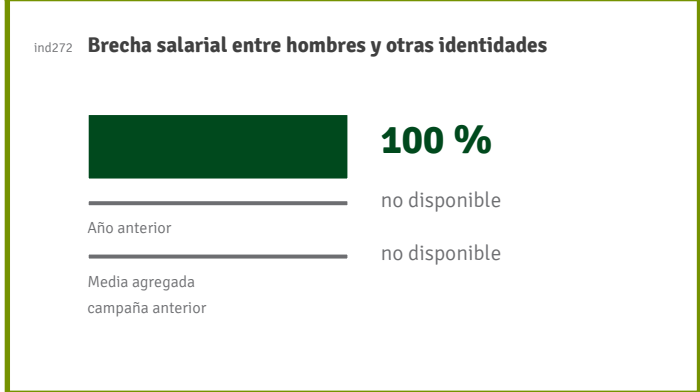 ind272 Brecha salarial entre hombres y otras identidades
100 %
no disponible
Año anterior
no disponible
Media agregada
campaña anterior